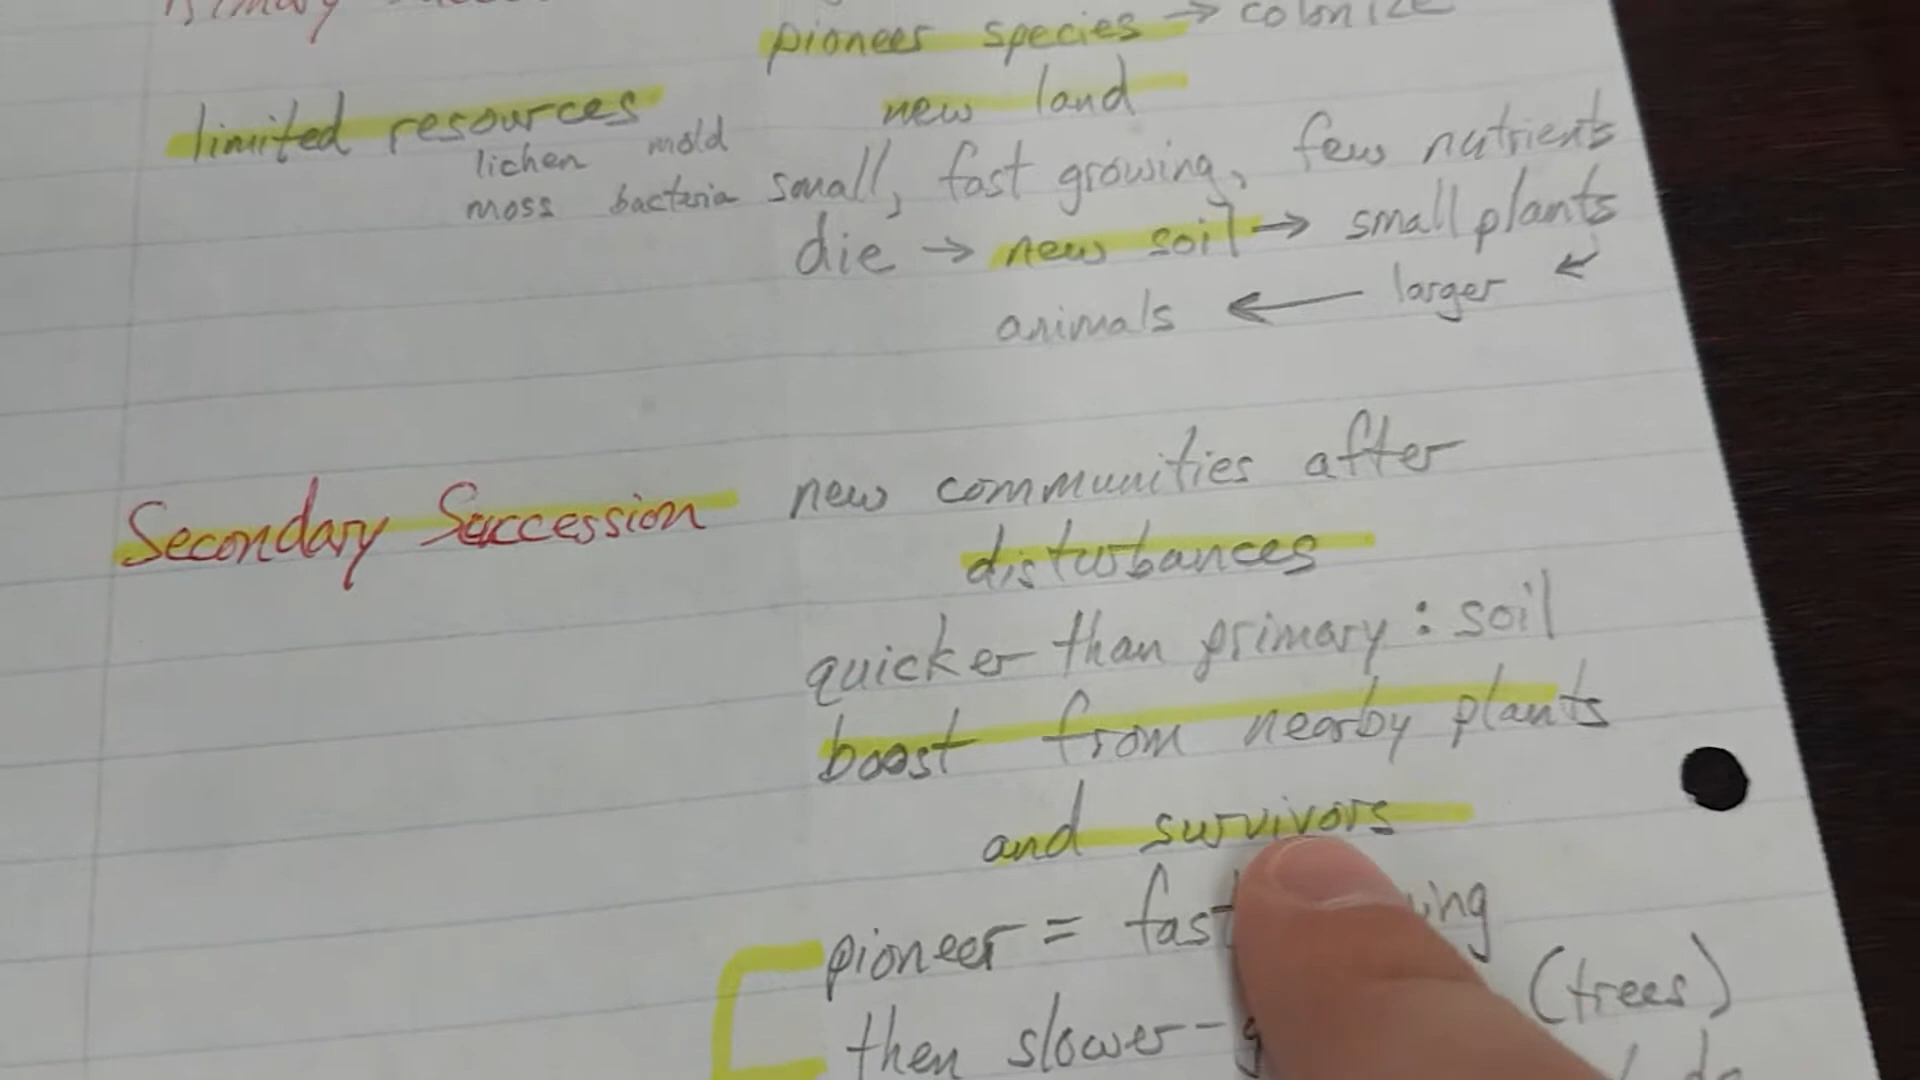 pioneer species → colonize
limited resources
new land
lichen mold
moss bacteria
small, fast growing, few nutrients
die → new soil → small plants
↙
animals ← larger
Secondary Succession
new communities after
disturbances
quicker than primary : soil
boost from nearby plants
and survivors
pioneer = fast
(trees)
then slower-